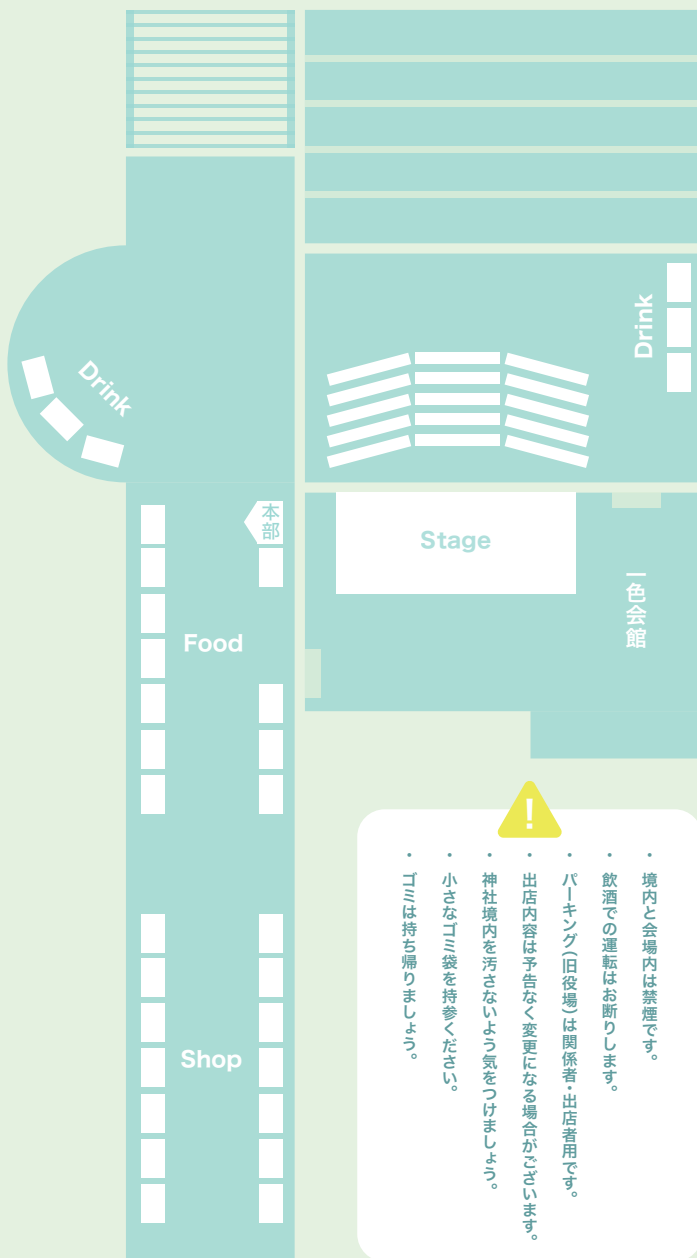 Drink
Drink
本部
Stage
一色会館
Food
Shop
!
・境内と会場内は禁煙です。
・飲酒での運転はお断りします。
・パーキング(旧役場)は関係者・出店者用です。
・出店内容は予告なく変更になる場合がございます。
・神社境内を汚さないよう気をつけましょう。
・小さなゴミ袋を持参ください。
・ゴミは持ち帰りましょう。